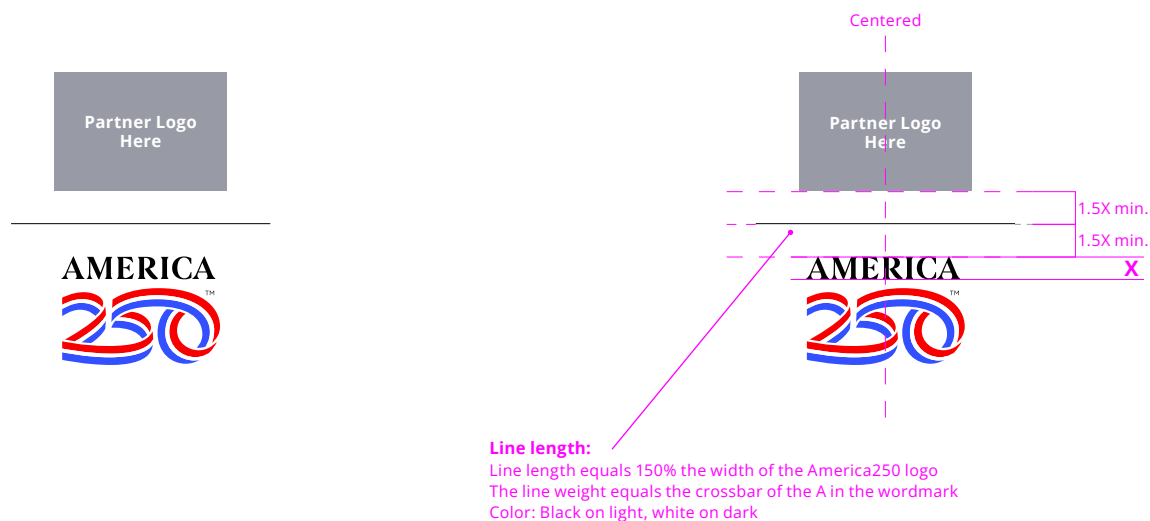 Centered
Partner Logo
Here
AMERICA
250
TM
Partner Logo
Here
1.5X min.
1.5X min.
X
AMERICA
250
TM
Line length:
Line length equals 150% the width of the America250 logo
The line weight equals the crossbar of the A in the wordmark
Color: Black on light, white on dark